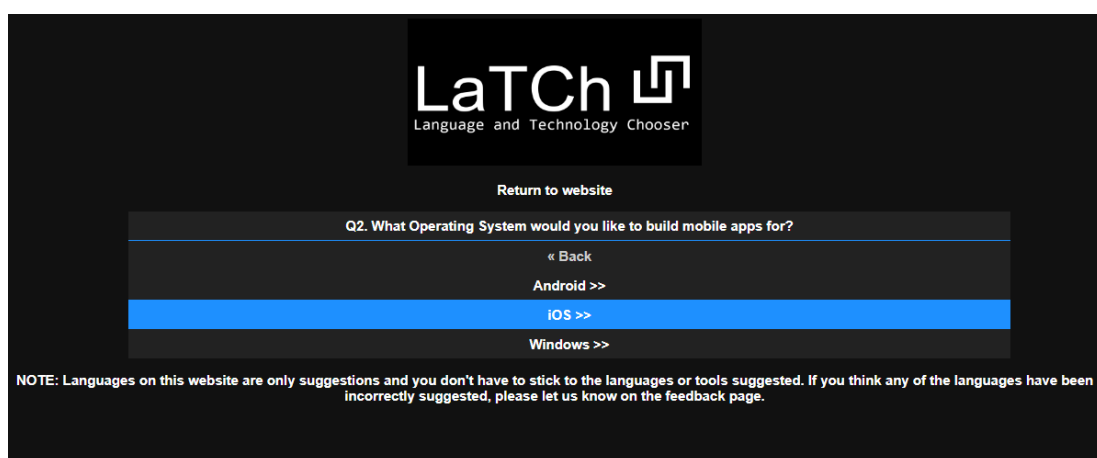 LaTCh
Language and Technology Chooser
Return to website
Q2. What Operating System would you like to build mobile apps for?
« Back
Android >>
iOS >>
Windows >>
NOTE: Languages on this website are only suggestions and you don't have to stick to the languages or tools suggested. If you think any of the languages have been
incorrectly suggested, please let us know on the feedback page.